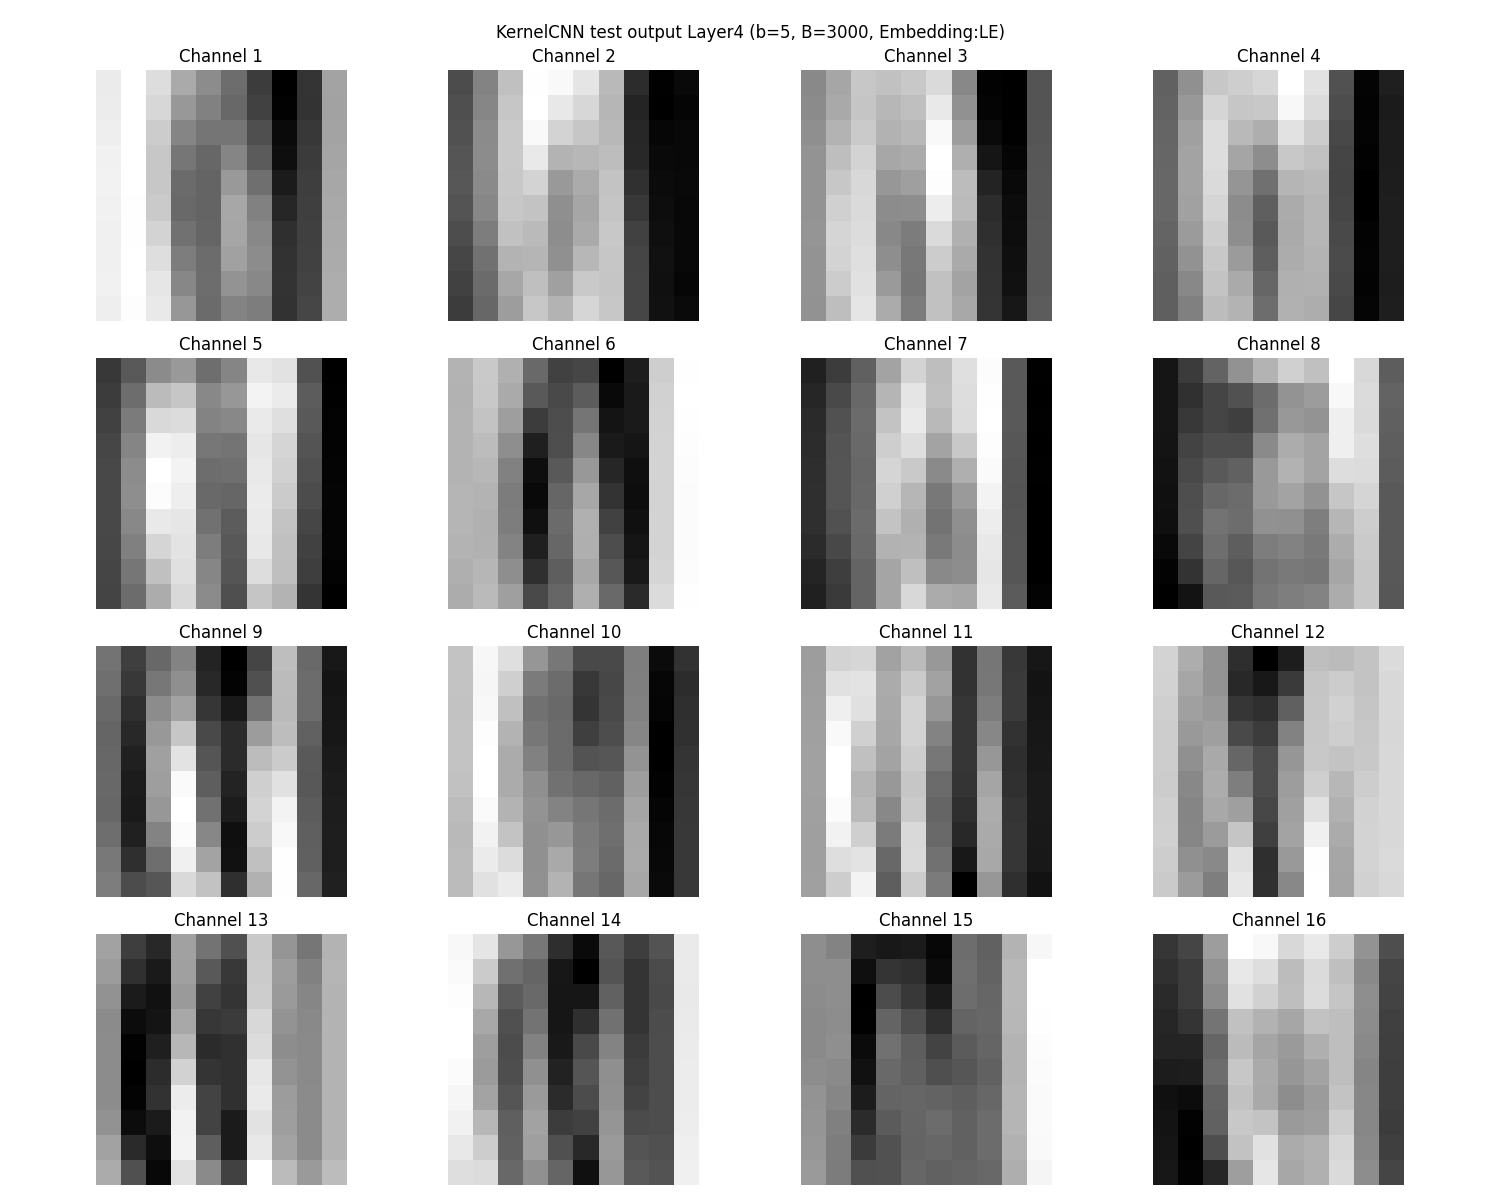 KernelCNN test output Layer4 (b=5, B=3000, Embedding:LE)
Channel 1 Channel 2 Channel 3 Channel 4
Channel 5 Channel 6 Channel 7 Channel 8
Channel 9 Channel 10 Channel 11 Channel 12
Channel 13 Channel 14 Channel 15 Channel 16